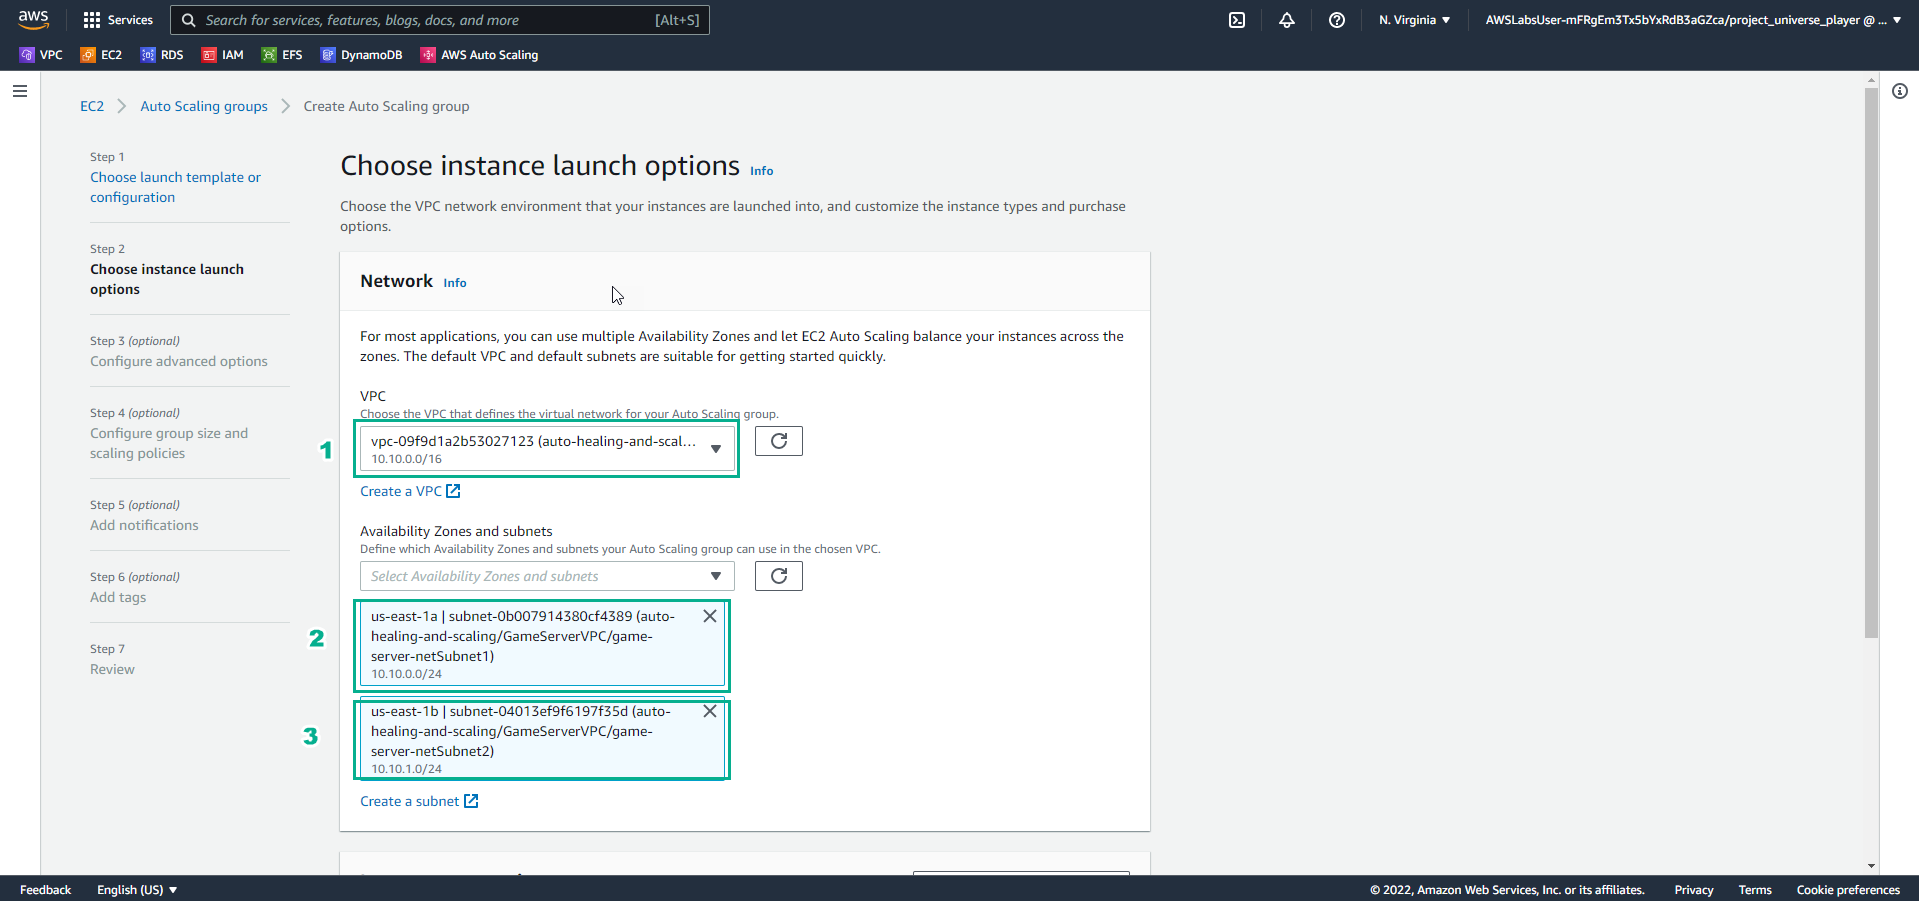 aws
Services
Search for services, features, blogs, docs, and more
[Alt+S]
N. Virginia
AWSLabsUser-mFRgEm3Tx5bYxRdB3aGZca/project_universe_player @ ...
VPC
EC2
RDS
IAM
EFS
DynamoDB
AWS Auto Scaling
EC2
Auto Scaling groups
Create Auto Scaling group
Step 1
Choose launch template or
configuration
Step 2
Choose instance launch
options
Step 3 (optional)
Configure advanced options
Step 4 (optional)
Configure group size and
scaling policies
Step 5 (optional)
Add notifications
Step 6 (optional)
Add tags
Step 7
Review
Choose instance launch options Info
Choose the VPC network environment that your instances are launched into, and customize the instance types and purchase
options.
Network Info
For most applications, you can use multiple Availability Zones and let EC2 Auto Scaling balance your instances across the
zones. The default VPC and default subnets are suitable for getting started quickly.
VPC
Choose the VPC that defines the virtual network for your Auto Scaling group.
1
vpc-09f9d1a2b53027123 (auto-healing-and-scal...
10.10.0.0/16
Create a VPC
Availability Zones and subnets
Define which Availability Zones and subnets your Auto Scaling group can use in the chosen VPC.
Select Availability Zones and subnets
2
us-east-1a | subnet-0b007914380cf4389 (auto-
healing-and-scaling/GameServerVPC/game-
server-netSubnet1)
10.10.0.0/24
3
us-east-1b | subnet-04013ef9f6197f35d (auto-
healing-and-scaling/GameServerVPC/game-
server-netSubnet2)
10.10.1.0/24
Create a subnet
Feedback
English (US)
© 2022, Amazon Web Services, Inc. or its affiliates.
Privacy
Terms
Cookie preferences